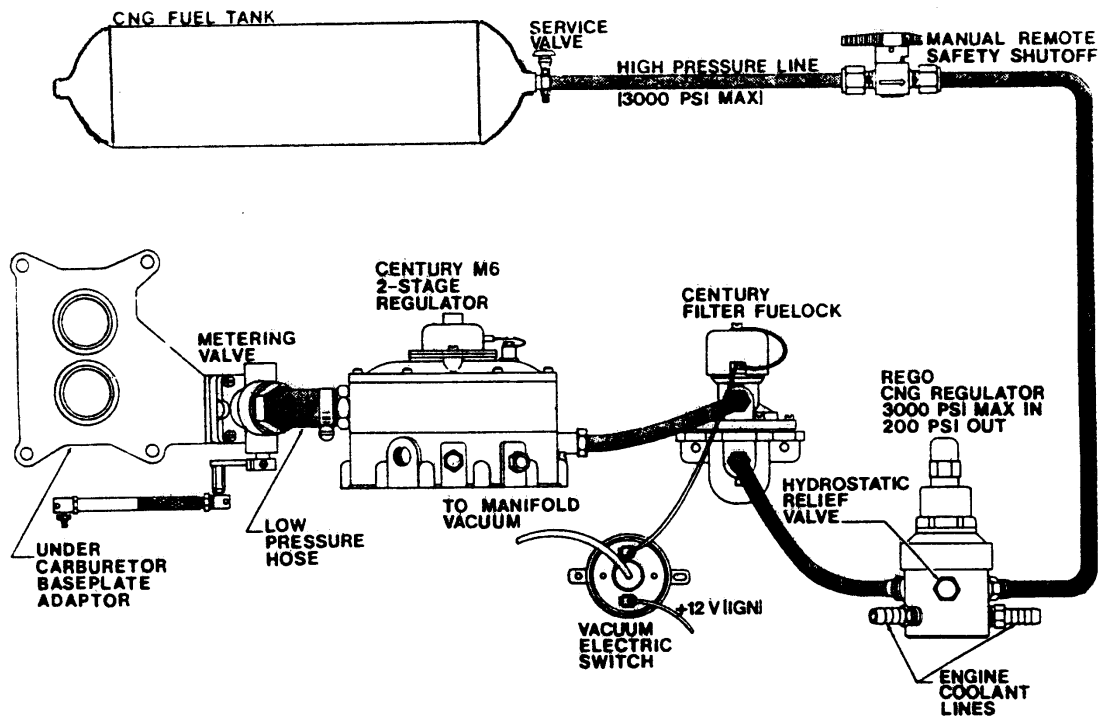 CNG FUEL TANK
SERVICE
VALVE
HIGH PRESSURE LINE
(3000 PSI MAX)
MANUAL REMOTE
SAFETY SHUTOFF
CENTURY M6
2-STAGE
REGULATOR
CENTURY
FILTER FUELOCK
METERING
VALVE
REGO
CNG REGULATOR
3000 PSI MAX IN
200 PSI OUT
HYDROSTATIC
RELIEF
VALVE
TO MANIFOLD
VACUUM
LOW
PRESSURE
HOSE
UNDER
CARBURETOR
BASEPLATE
ADAPTOR
+12 V (IGN)
VACUUM
ELECTRIC
SWITCH
ENGINE
COOLANT
LINES